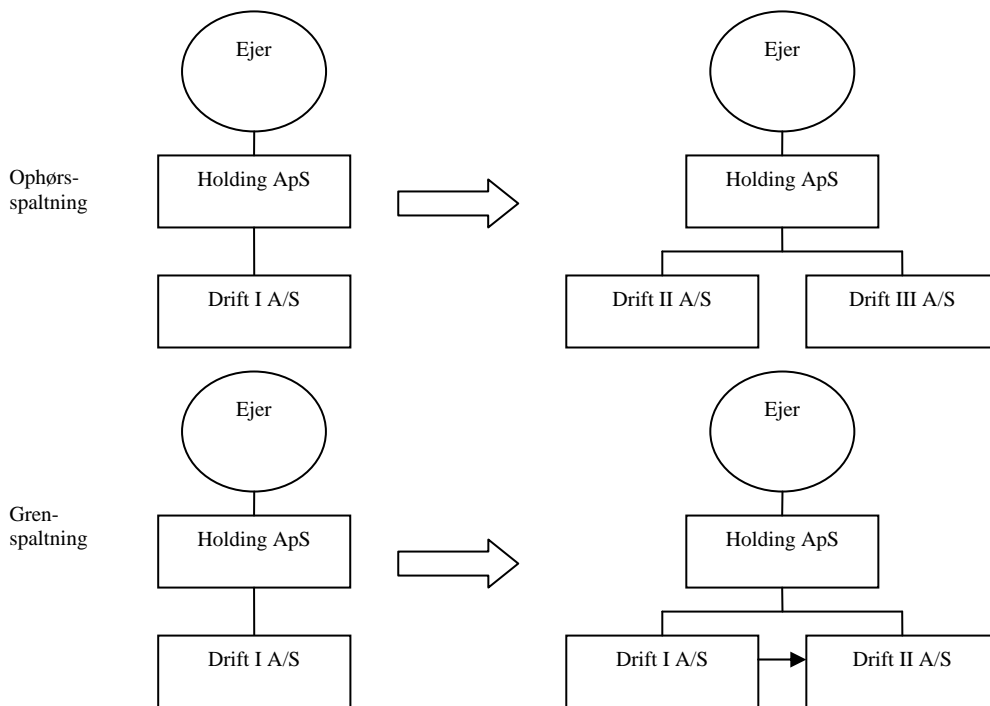 Ejer
Ejer
Ophørs-
spaltning
Holding ApS
Holding ApS
Drift I A/S
Drift II A/S
Drift III A/S
Ejer
Ejer
Gren-
spaltning
Holding ApS
Holding ApS
Drift I A/S
Drift I A/S
Drift II A/S